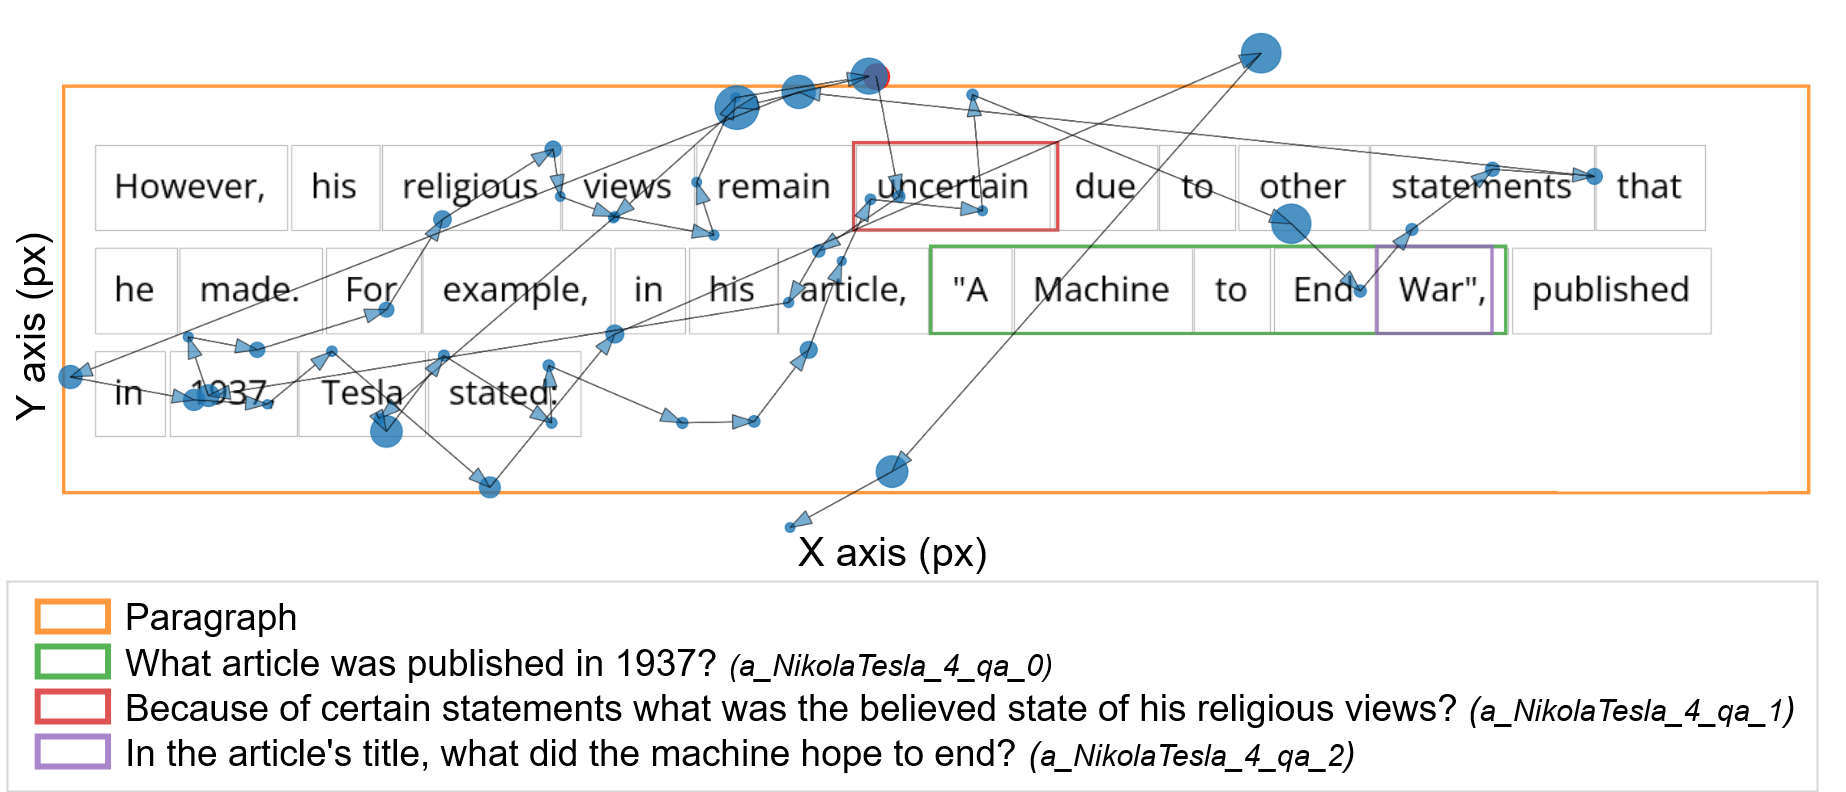 However, his religious views remain uncertain due to other statements that
he made. For example, in his article, "A Machine to End War", published
in 1937, Tesla stated:
Y axis (px)
X axis (px)
Paragraph
What article was published in 1937? (a_NikolaTesla_4_qa_0)
Because of certain statements what was the believed state of his religious views? (a_NikolaTesla_4_qa_1)
In the article's title, what did the machine hope to end? (a_NikolaTesla_4_qa_2)